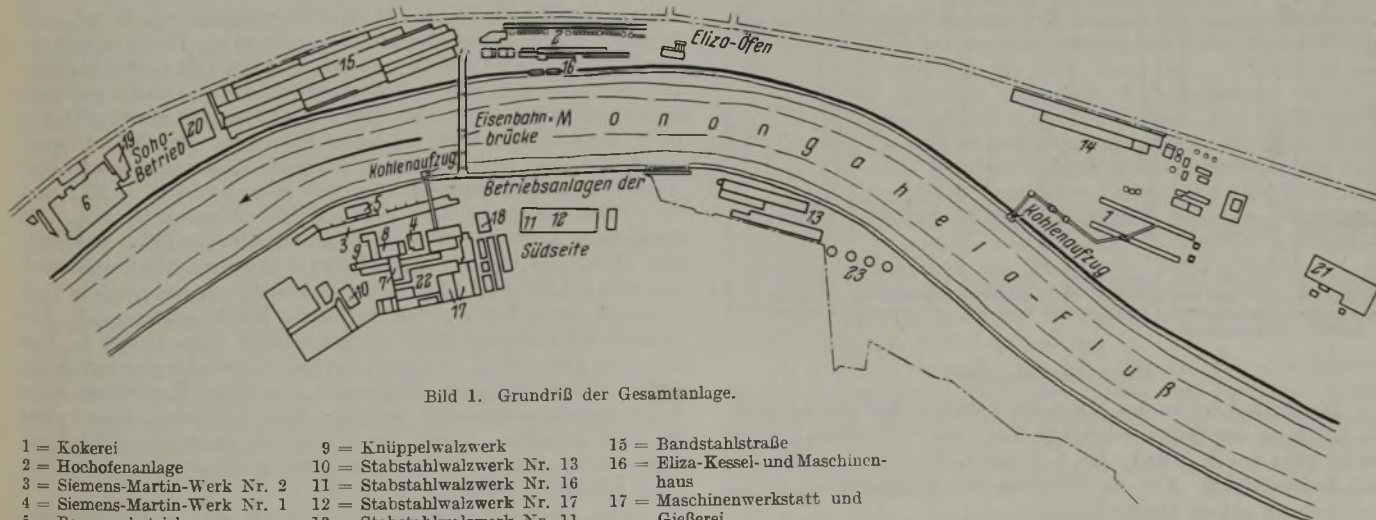 15
2
Eliza-Öfen
16
19
20
Soho-
Betrieb
6
Eisenbahn-
brücke
Monongahela-Fluß
14
Kohlenaufzug
Betriebsanlagen der
Südseite
5
3
8
4
18
11
12
13
9
7
22
10
17
23
1
Kohlenaufzug
21
Bild 1. Grundriß der Gesamtanlage.
1 = Kokerei
2 = Hochofenanlage
3 = Siemens-Martin-Werk Nr. 2
4 = Siemens-Martin-Werk Nr. 1
9 = Knüppelwalzwerk
10 = Stabstahlwalzwerk Nr. 13
11 = Stabstahlwalzwerk Nr. 16
12 = Stabstahlwalzwerk Nr. 17
15 = Bandstahlstraße
16 = Eliza-Kessel- und Maschinen-
haus
17 = Maschinenwerkstatt und